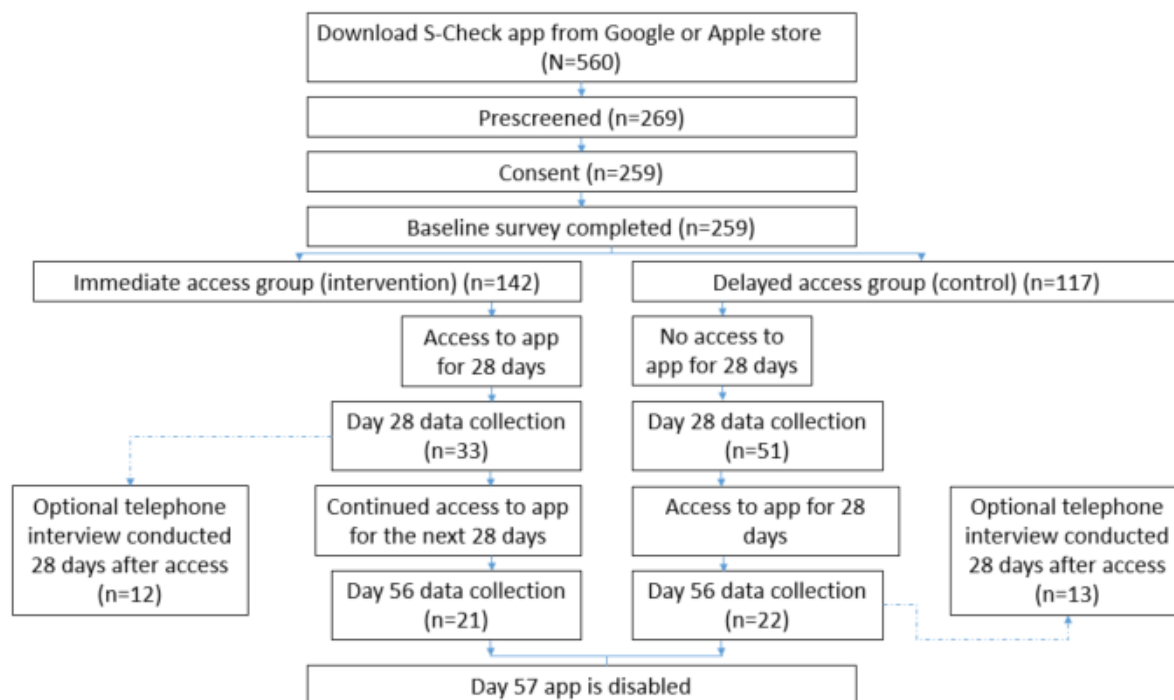 Download S-Check app from Google or Apple store
(N=560)
Prescreened (n=269)
Consent (n=259)
Baseline survey completed (n=259)
Immediate access group (intervention) (n=142)
Delayed access group (control) (n=117)
Access to app
for 28 days
No access to
app for 28 days
Day 28 data collection
(n=33)
Day 28 data collection
(n=51)
Optional telephone
interview conducted
28 days after access
(n=12)
Continued access to app
for the next 28 days
Access to app for 28
days
Optional telephone
interview conducted
28 days after access
(n=13)
Day 56 data collection
(n=21)
Day 56 data collection
(n=22)
Day 57 app is disabled